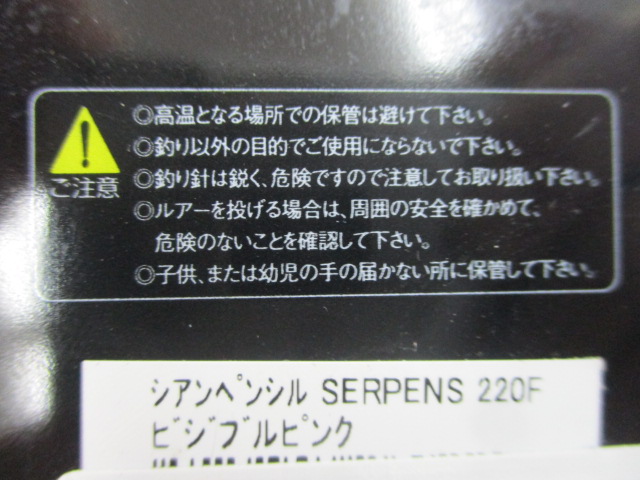 ◎高温となる場所での保管は避けて下さい。
◎釣り以外の目的でご使用にならないで下さい。
◎釣り針は鋭く、危険ですので注意してお取り扱い下さい。
ご注意
◎ルアーを投げる場合は、周囲の安全を確かめて、
危険のないことを確認して下さい。
◎子供、または幼児の手の届かない所に保管して下さい。
シアンペンシル SERPENS 220F
ビジブルピンク